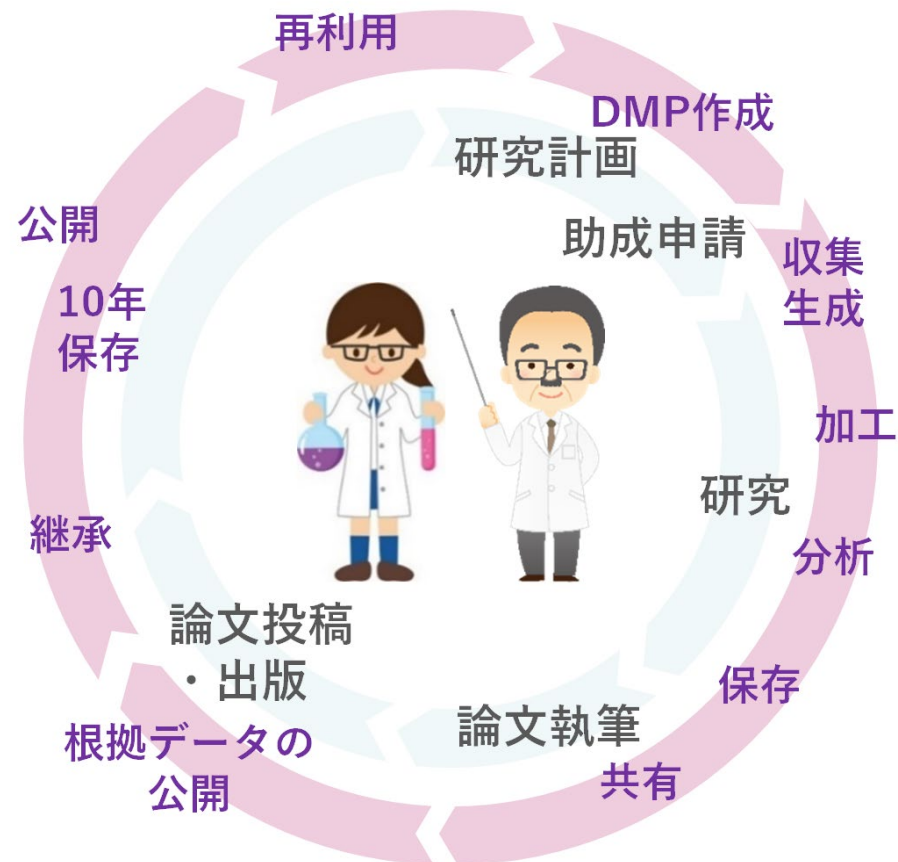 再利用
DMP作成
研究計画
公開
助成申請
収集
生成
10年
保存
加工
研究
継承
分析
論文投稿
・出版
保存
論文執筆
根拠データの
公開
共有